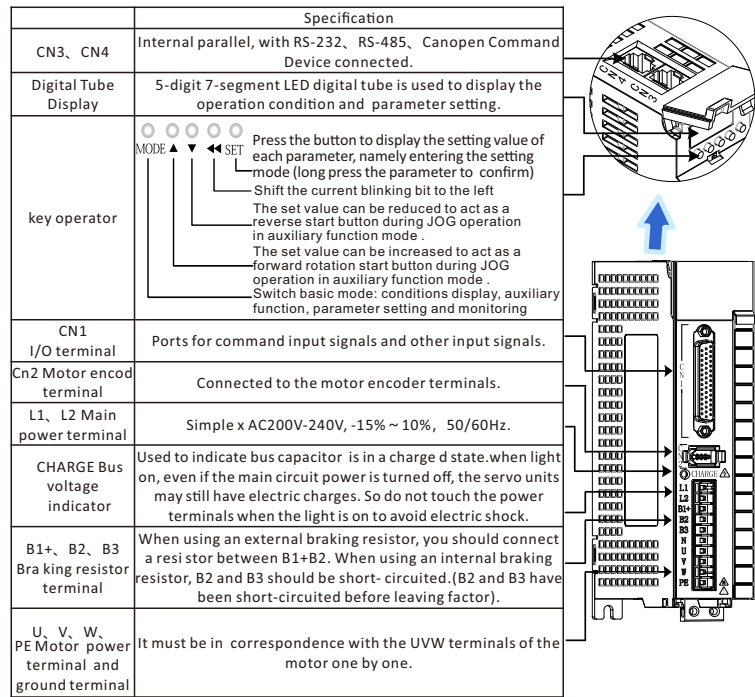 Specification
CN3、CN4
Internal parallel, with RS-232、RS-485、Canopen Command
Device connected.
Digital Tube
Display
5-digit 7-segment LED digital tube is used to display the
operation condition and parameter setting.
key operator
MODE ▲ ▼ ◀◀ SET
Press the button to display the setting value of
each parameter, namely entering the setting
mode (long press the parameter to confirm)
Shift the current blinking bit to the left
The set value can be reduced to act as a
reverse start button during JOG operation
in auxiliary function mode .
The set value can be increased to act as a
forward rotation start button during JOG
operation in auxiliary function mode .
Switch basic mode: conditions display, auxiliary
function, parameter setting and monitoring
CN1
I/O terminal
Ports for command input signals and other input signals.
Cn2 Motor encod
terminal
Connected to the motor encoder terminals.
L1、L2 Main
power terminal
Simple x AC200V-240V, -15% ~ 10%, 50/60Hz.
CHARGE Bus
voltage
indicator
Used to indicate bus capacitor is in a charge d state.when light
on, even if the main circuit power is turned off, the servo units
may still have electric charges. So do not touch the power
terminals when the light is on to avoid electric shock.
B1+、B2、B3
Bra king resistor
terminal
When using an external braking resistor, you should connect
a resi stor between B1+B2. When using an internal braking
resistor, B2 and B3 should be short- circuited.(B2 and B3 have
been short-circuited before leaving factor).
U、V、W、
PE Motor power
terminal and
ground terminal
It must be in correspondence with the UVW terminals of the
motor one by one.
CN4 CN3
CN1
CHARGE
L1
L2
B1+
B2
B3
N
U
V
W
PE